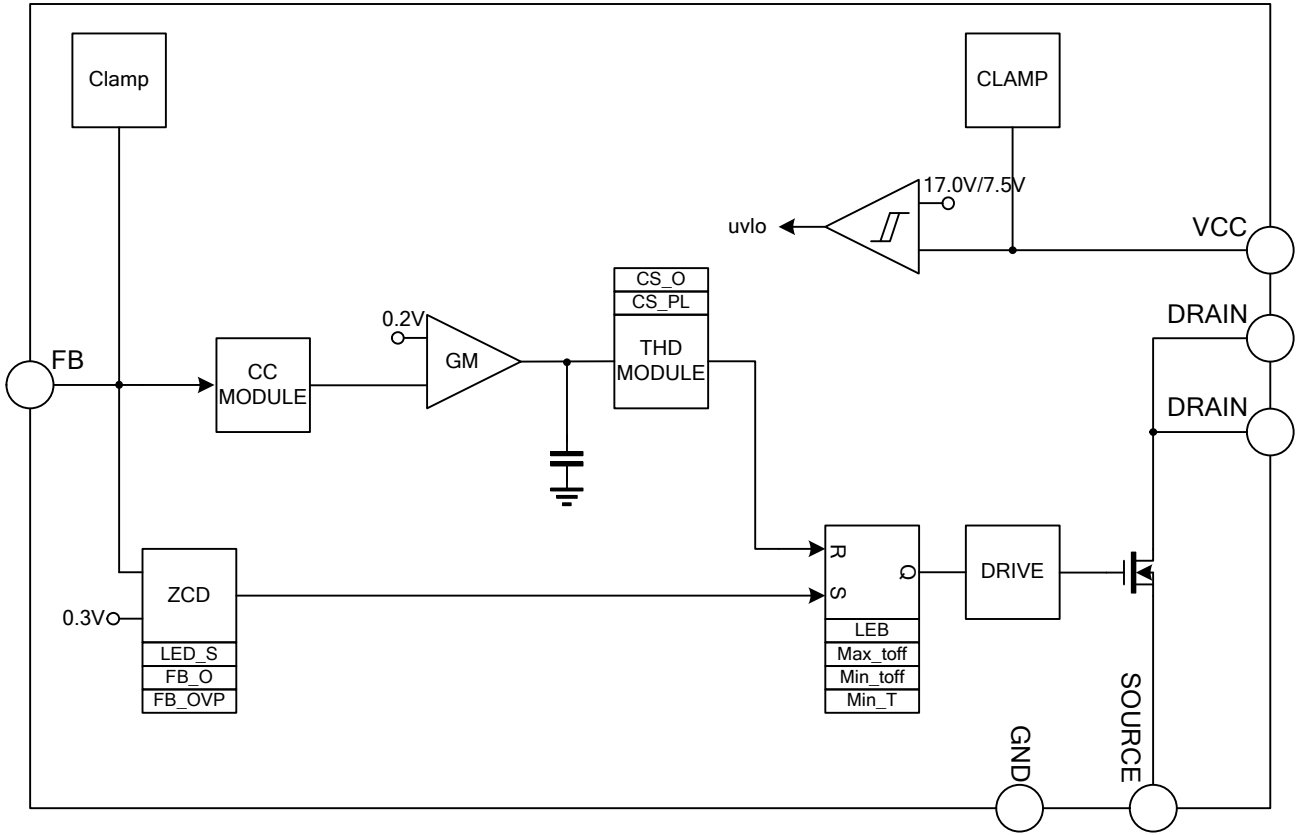 Clamp
CLAMP
17.0V/7.5V
uvlo
VCC
CS_O
CS_PL
THD
MODULE
DRAIN
0.2V
GM
FB
CC
MODULE
DRAIN
R
S
Q
DRIVE
ZCD
0.3V
LED_S
FB_O
FB_OVP
LEB
Max_toff
Min_toff
Min_T
GND
SOURCE